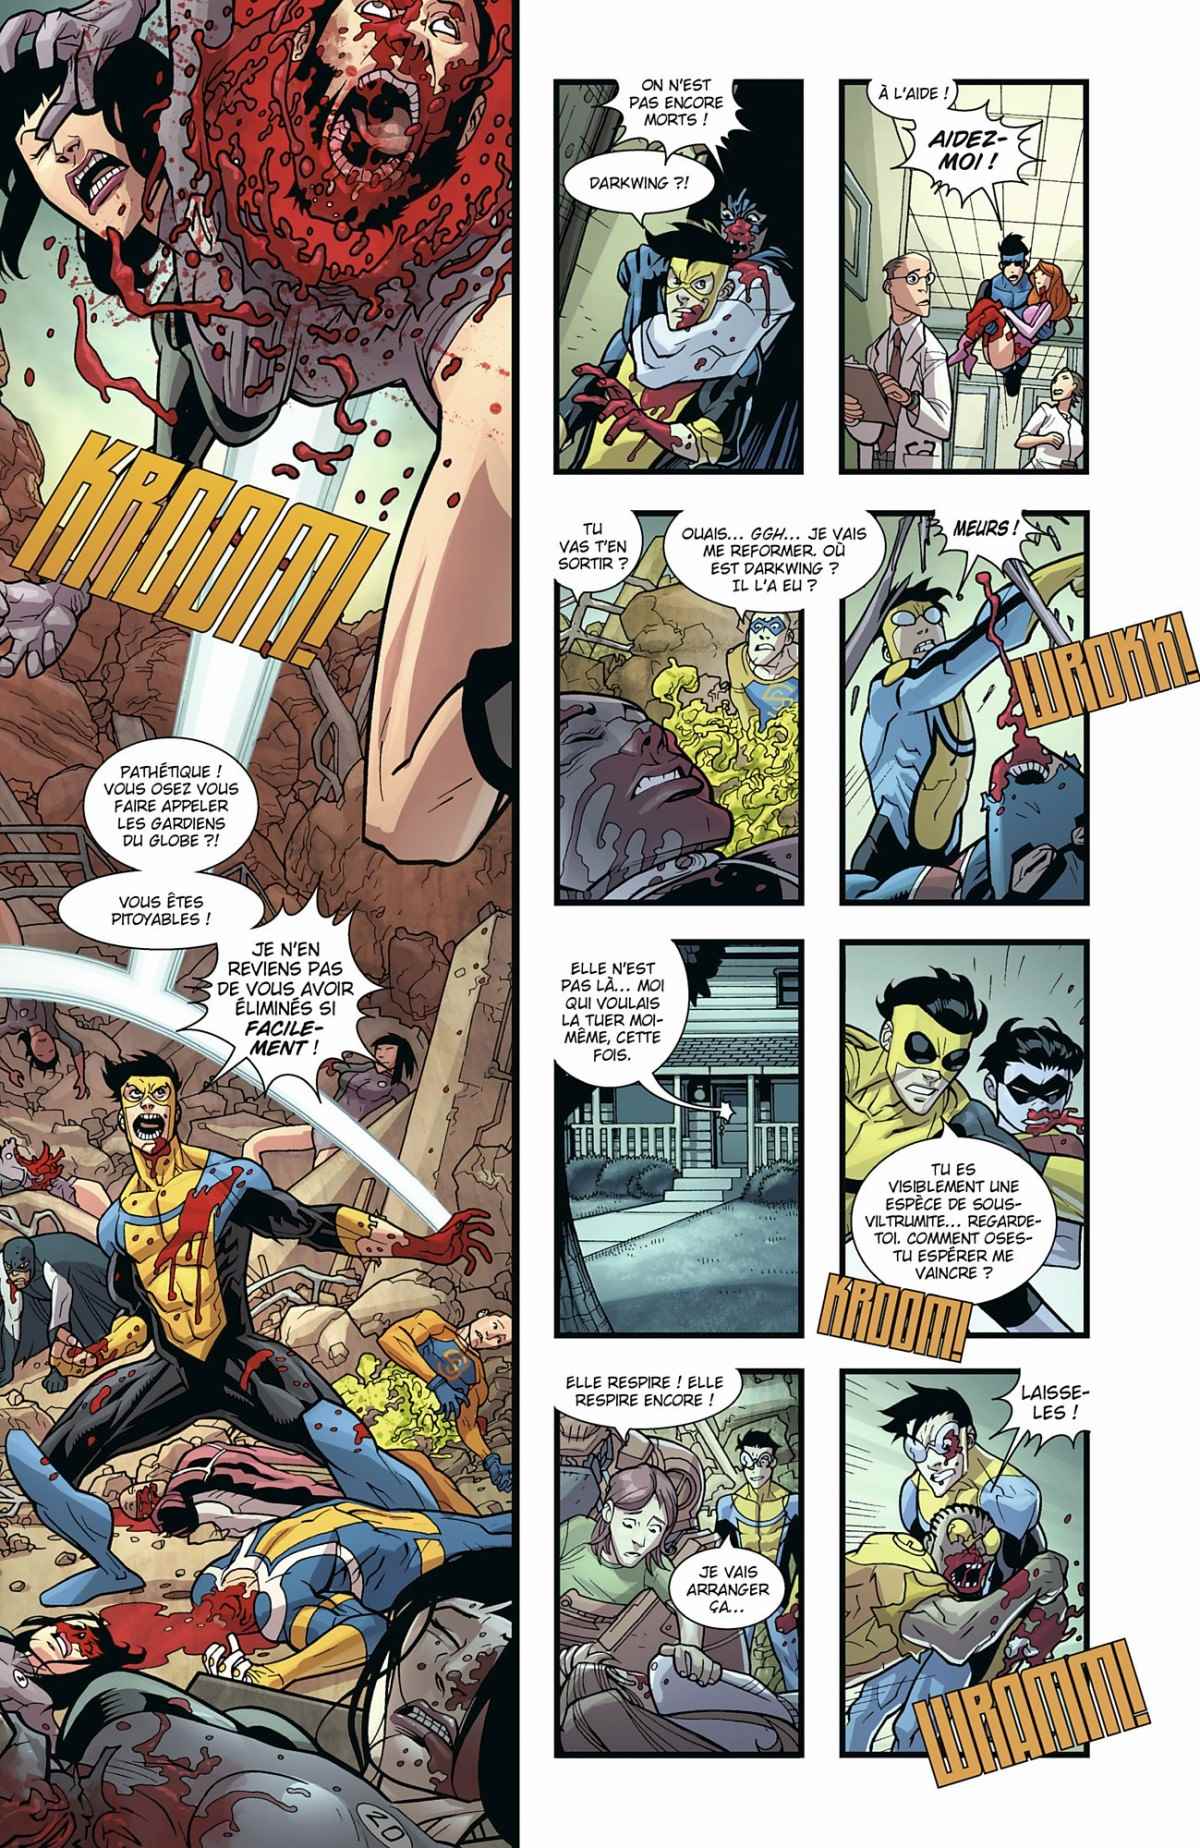 KROOM!
PATHÉTIQUE !
VOUS OSEZ VOUS
FAIRE APPELER
LES GARDIENS
DU GLOBE ?!
VOUS ÊTES
PITOYABLES !
JE N'EN
REVIENS PAS
DE VOUS AVOIR
ÉLIMINÉS SI
FACILE-
MENT !
20
ON N'EST
PAS ENCORE
MORTS !
DARKWING ?!
À L'AIDE !
AIDEZ-
MOI !
TU
VAS T'EN
SORTIR ?
OUAIS... GGH... JE VAIS
ME REFORMER. OÙ
EST DARKWING ?
IL L'A EU ?
MEURS !
WROKK!
ELLE N'EST
PAS LÀ... MOI
QUI VOULAIS
LA TUER MOI-
MÊME, CETTE
FOIS.
TU ES
VISIBLEMENT UNE
ESPÈCE DE SOUS-
VILTRUMITE... REGARDE-
TOI. COMMENT OSES-
TU ESPÉRER ME
VAINCRE ?
KROOM!
ELLE RESPIRE ! ELLE
RESPIRE ENCORE !
JE VAIS
ARRANGER
ÇA...
LAISSE-
LES !
WRAMM!